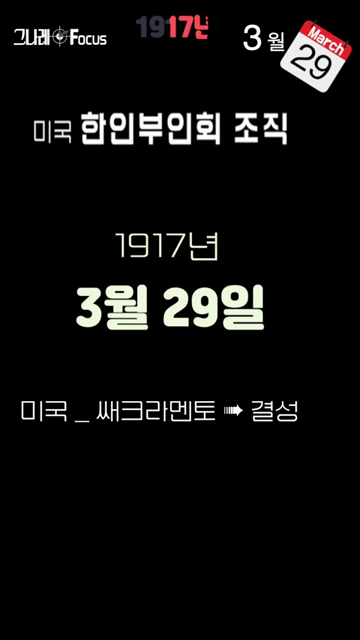 그나래 Focus
1917년
3월
March
29
미국 한인부인회 조직
1917년
3월 29일
미국 _ 쌔크라멘토 ➠ 결성